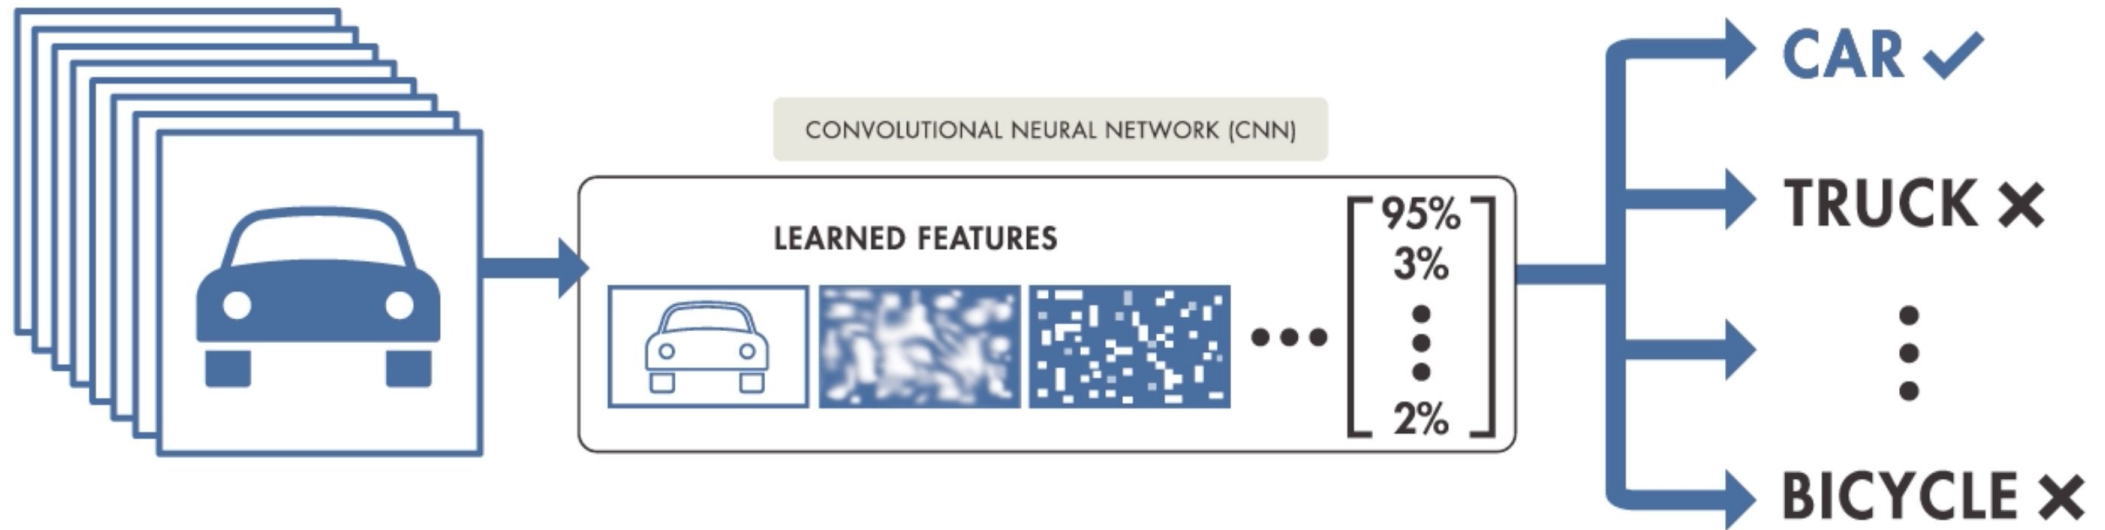 CONVOLUTIONAL NEURAL NETWORK (CNN)
LEARNED FEATURES
95%
3%
2%
CAR
TRUCK
BICYCLE